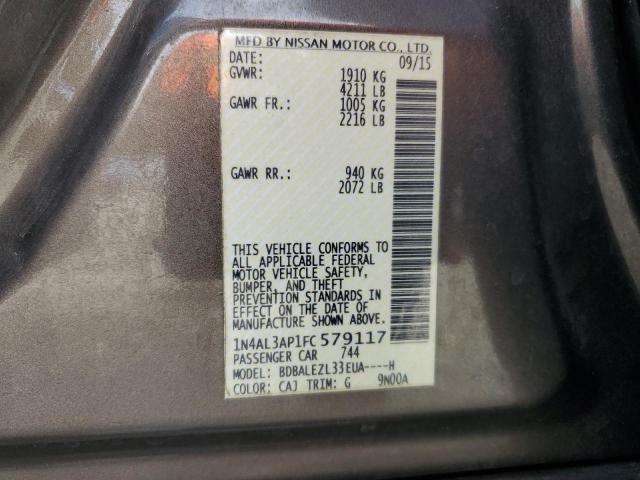 MFD BY NISSAN MOTOR CO., LTD.
DATE: 09/15
GVWR: 1910 KG
4211 LB
GAWR FR.: 1005 KG
2216 LB
GAWR RR.: 940 KG
2072 LB
THIS VEHICLE CONFORMS TO
ALL APPLICABLE FEDERAL
MOTOR VEHICLE SAFETY,
BUMPER, AND THEFT
PREVENTION STANDARDS IN
EFFECT ON THE DATE OF
MANUFACTURE SHOWN ABOVE.
1N4AL3AP1FC579117
PASSENGER CAR 744
MODEL: BDBALEZL33EUA----H
COLOR: CAJ TRIM: G 9N00A